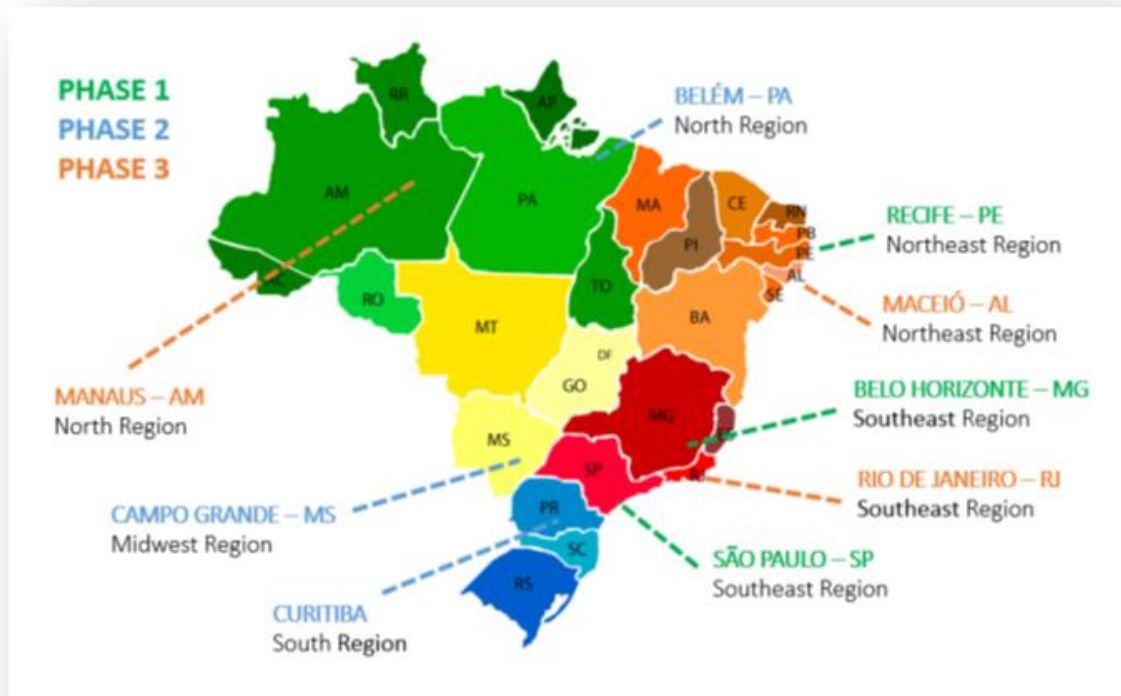 PHASE 1
PHASE 2
PHASE 3
BELÉM – PA
North Region
RECIFE – PE
Northeast Region
MACEIÓ – AL
Northeast Region
BELO HORIZONTE – MG
Southeast Region
RIO DE JANEIRO – RJ
Southeast Region
SÃO PAULO – SP
Southeast Region
MANAUS – AM
North Region
CAMPO GRANDE – MS
Midwest Region
CURITIBA
South Region
RR
AP
AM
PA
MA
CE
RN
PB
PE
PI
AL
SE
TO
RO
BA
MT
DF
GO
MG
MS
SP
PR
SC
RS